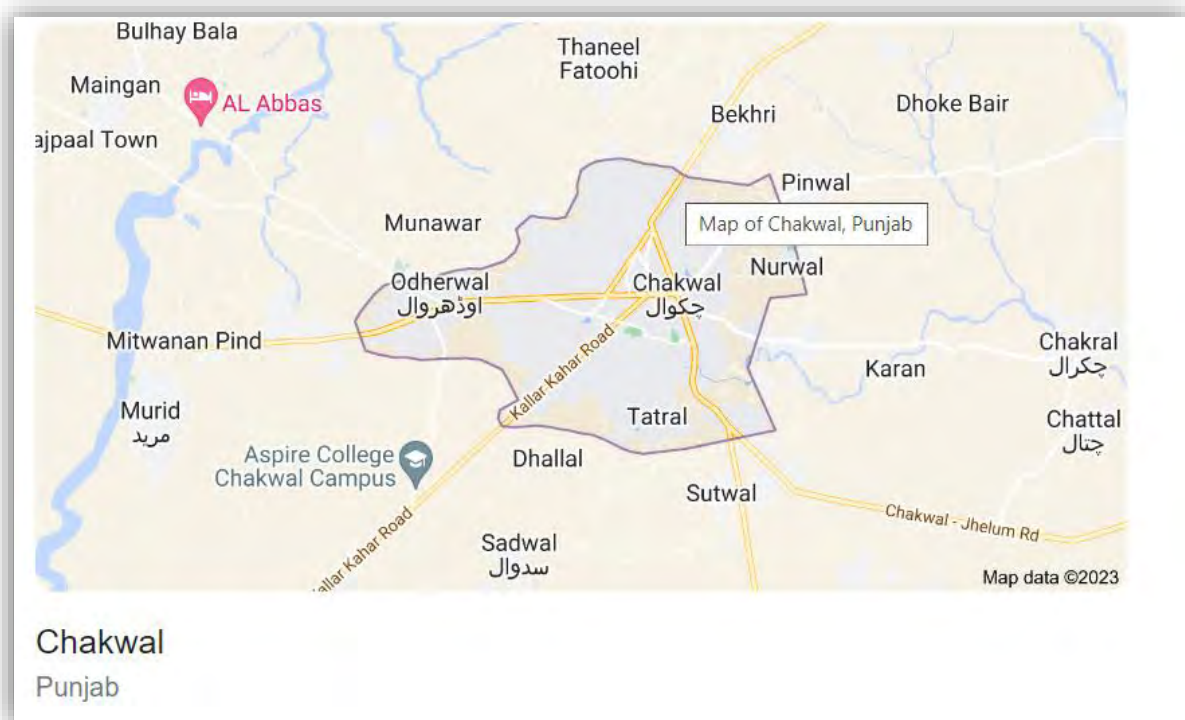 Bulhay Bala
Thaneel
Fatoohi
Maingan
AL Abbas
Bekhri
Dhoke Bair
ajpaal Town
Pinwal
Munawar
Map of Chakwal, Punjab
Nurwal
Odherwal
اوڈھروال
Chakwal
چکوال
Mitwanan Pind
Kallar Kahar Road
Karan
Chakral
چکرال
Murid
مرید
Tatral
Chattal
چتال
Aspire College
Chakwal Campus
Dhallal
Sutwal
Chakwal - Jhelum Rd
Sadwal
سدوال
allar Kahar Road
Map data ©2023
Chakwal
Punjab